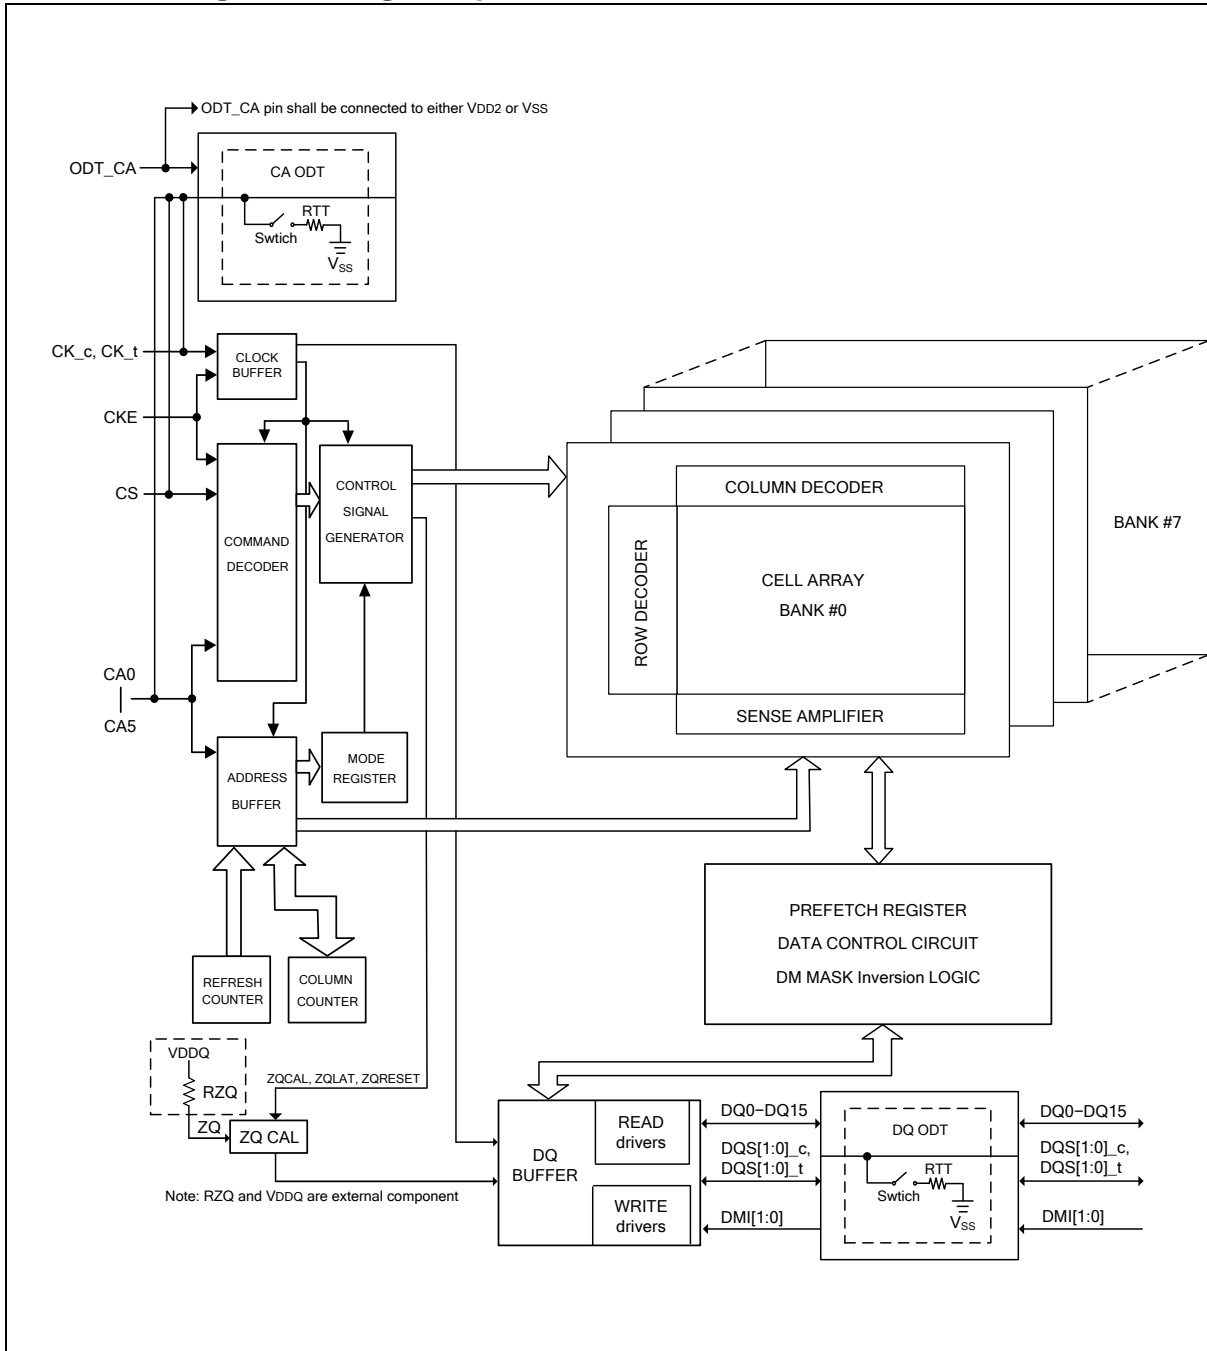 ODT_CA pin shall be connected to either VDD2 or VSS
ODT_CA
CA ODT
RTT
Swtich
VSS
CK_c, CK_t
CLOCK
BUFFER
CKE
CS
COMMAND
DECODER
CONTROL
SIGNAL
GENERATOR
COLUMN DECODER
ROW DECODER
CELL ARRAY
BANK #0
SENSE AMPLIFIER
BANK #7
CA0
CA5
ADDRESS
BUFFER
MODE
REGISTER
REFRESH
COUNTER
COLUMN
COUNTER
PREFETCH REGISTER
DATA CONTROL CIRCUIT
DM MASK Inversion LOGIC
VDDQ
RZQ
ZQ
ZQCAL, ZQLAT, ZQRESET
ZQ CAL
Note: RZQ and VDDQ are external component
DQ
BUFFER
READ
drivers
WRITE
drivers
DQ0−DQ15
DQS[1:0]_c,
DQS[1:0]_t
DMI[1:0]
DQ ODT
RTT
Swtich
VSS
DQ0−DQ15
DQS[1:0]_c,
DQS[1:0]_t
DMI[1:0]